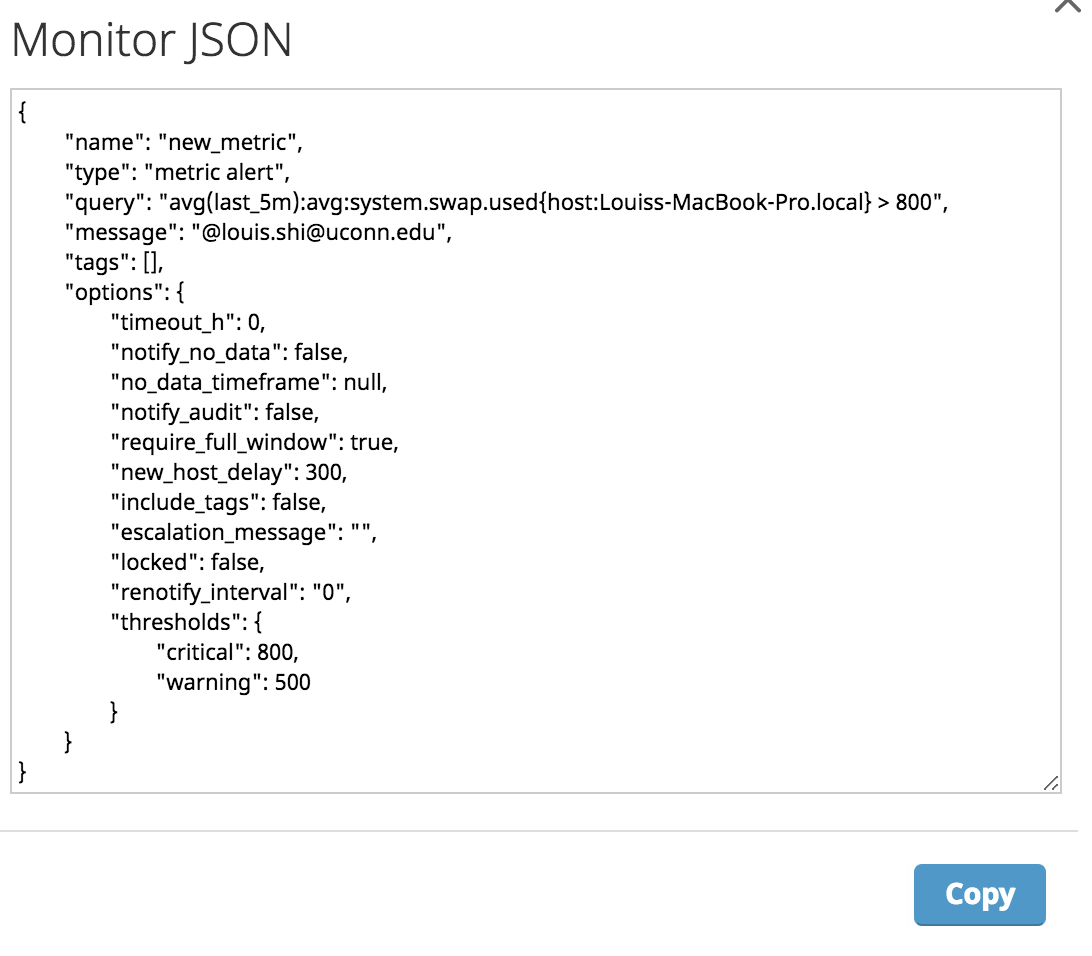 Monitor JSON
{
"name": "new_metric",
"type": "metric alert",
"query": "avg(last_5m):avg:system.swap.used{host:Louiss-MacBook-Pro.local} > 800",
"message": "@louis.shi@uconn.edu",
"tags": [],
"options": {
"timeout_h": 0,
"notify_no_data": false,
"no_data_timeframe": null,
"notify_audit": false,
"require_full_window": true,
"new_host_delay": 300,
"include_tags": false,
"escalation_message": "",
"locked": false,
"renotify_interval": "0",
"thresholds": {
"critical": 800,
"warning": 500
}
}
}
Copy